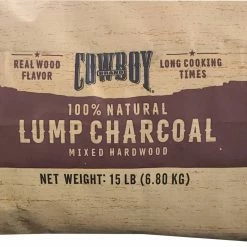 REAL WOOD
FLAVOR
COWBOY
BRAND
LONG COOKING
TIMES
100% NATURAL
LUMP CHARCOAL
MIXED HARDWOOD
NET WEIGHT: 15 LB (6.80 KG)